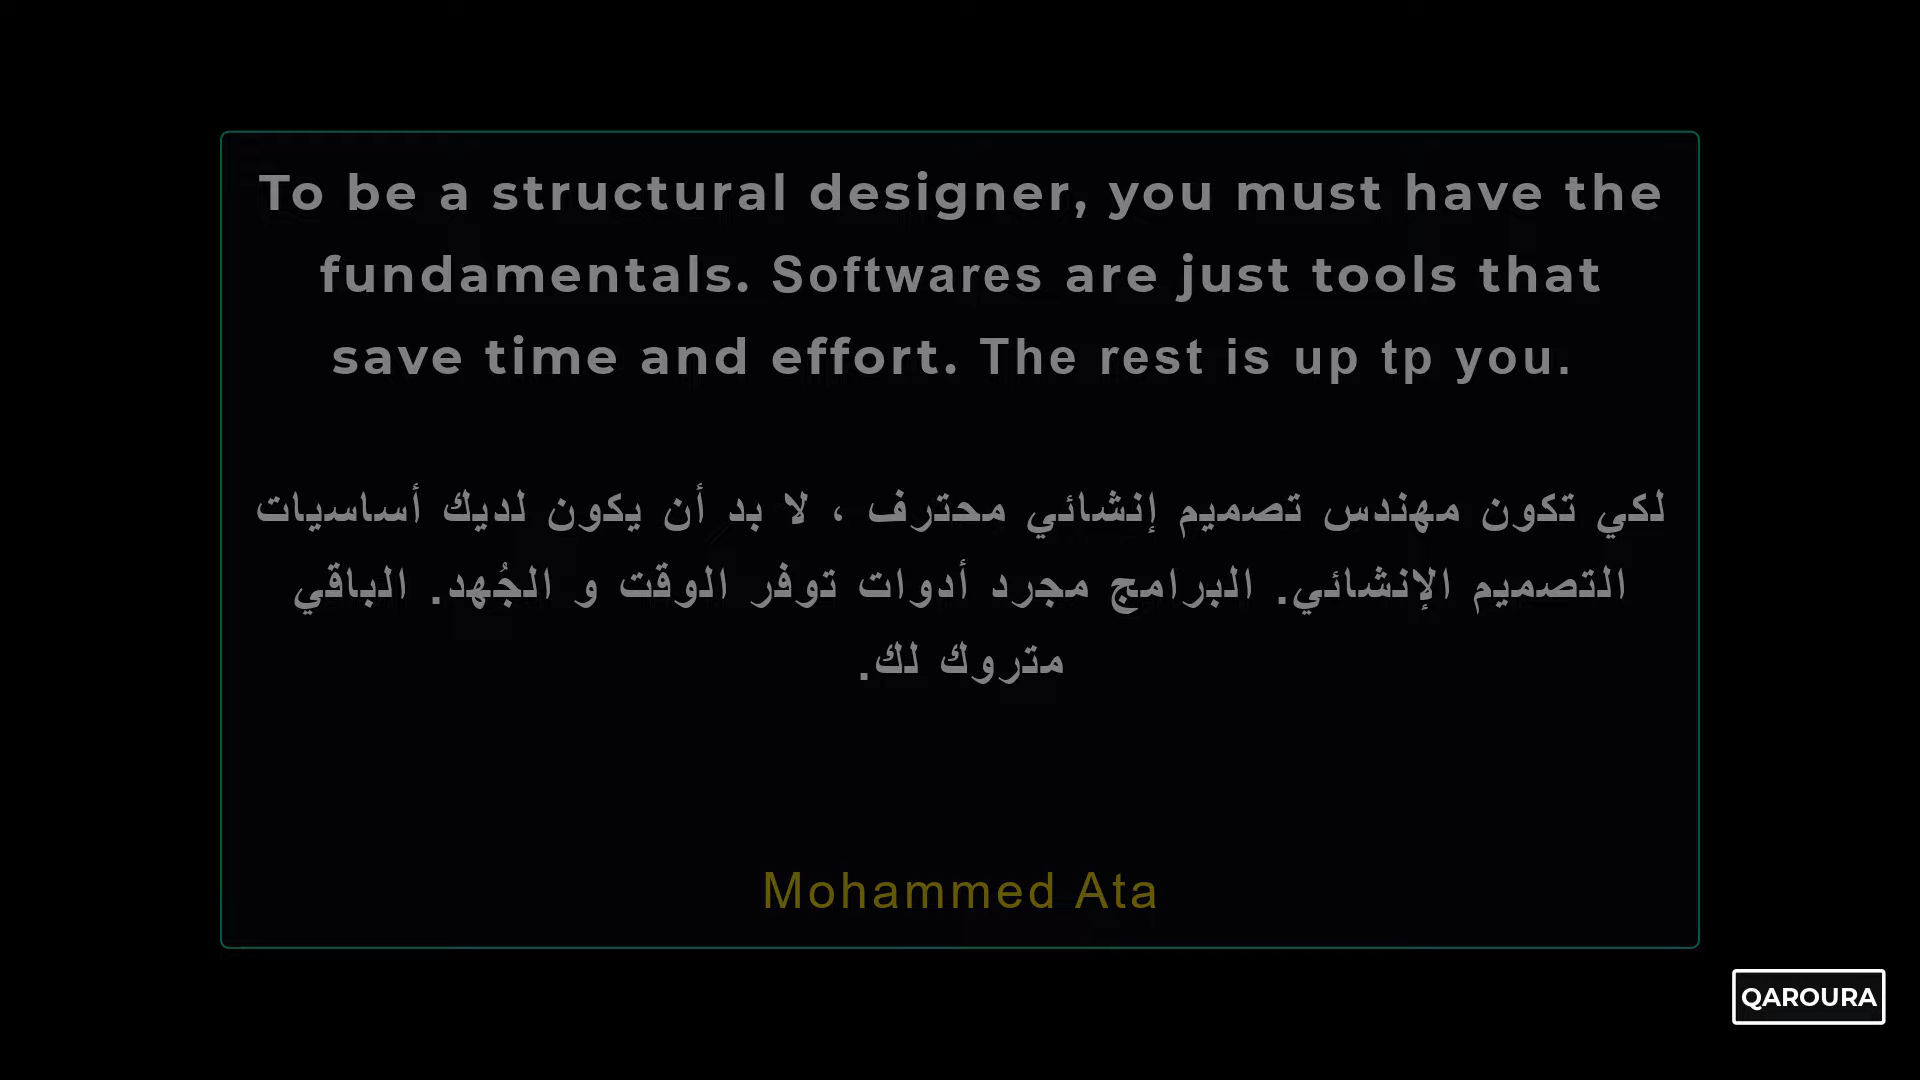 To be a structural designer, you must have the
fundamentals. Softwares are just tools that
save time and effort. The rest is up tp you.
لكي تكون مهندس تصميم إنشائي محترف ، لا بد أن يكون لديك أساسيات
التصميم الإنشائي. البرامج مجرد أدوات توفر الوقت و الجُهد. الباقي
متروك لك.
Mohammed Ata
QAROURA